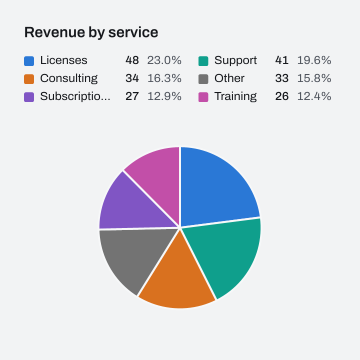 Revenue by service
Licenses 48 23.0% Support 41 19.6%
Consulting 34 16.3% Other 33 15.8%
Subscriptio... 27 12.9% Training 26 12.4%